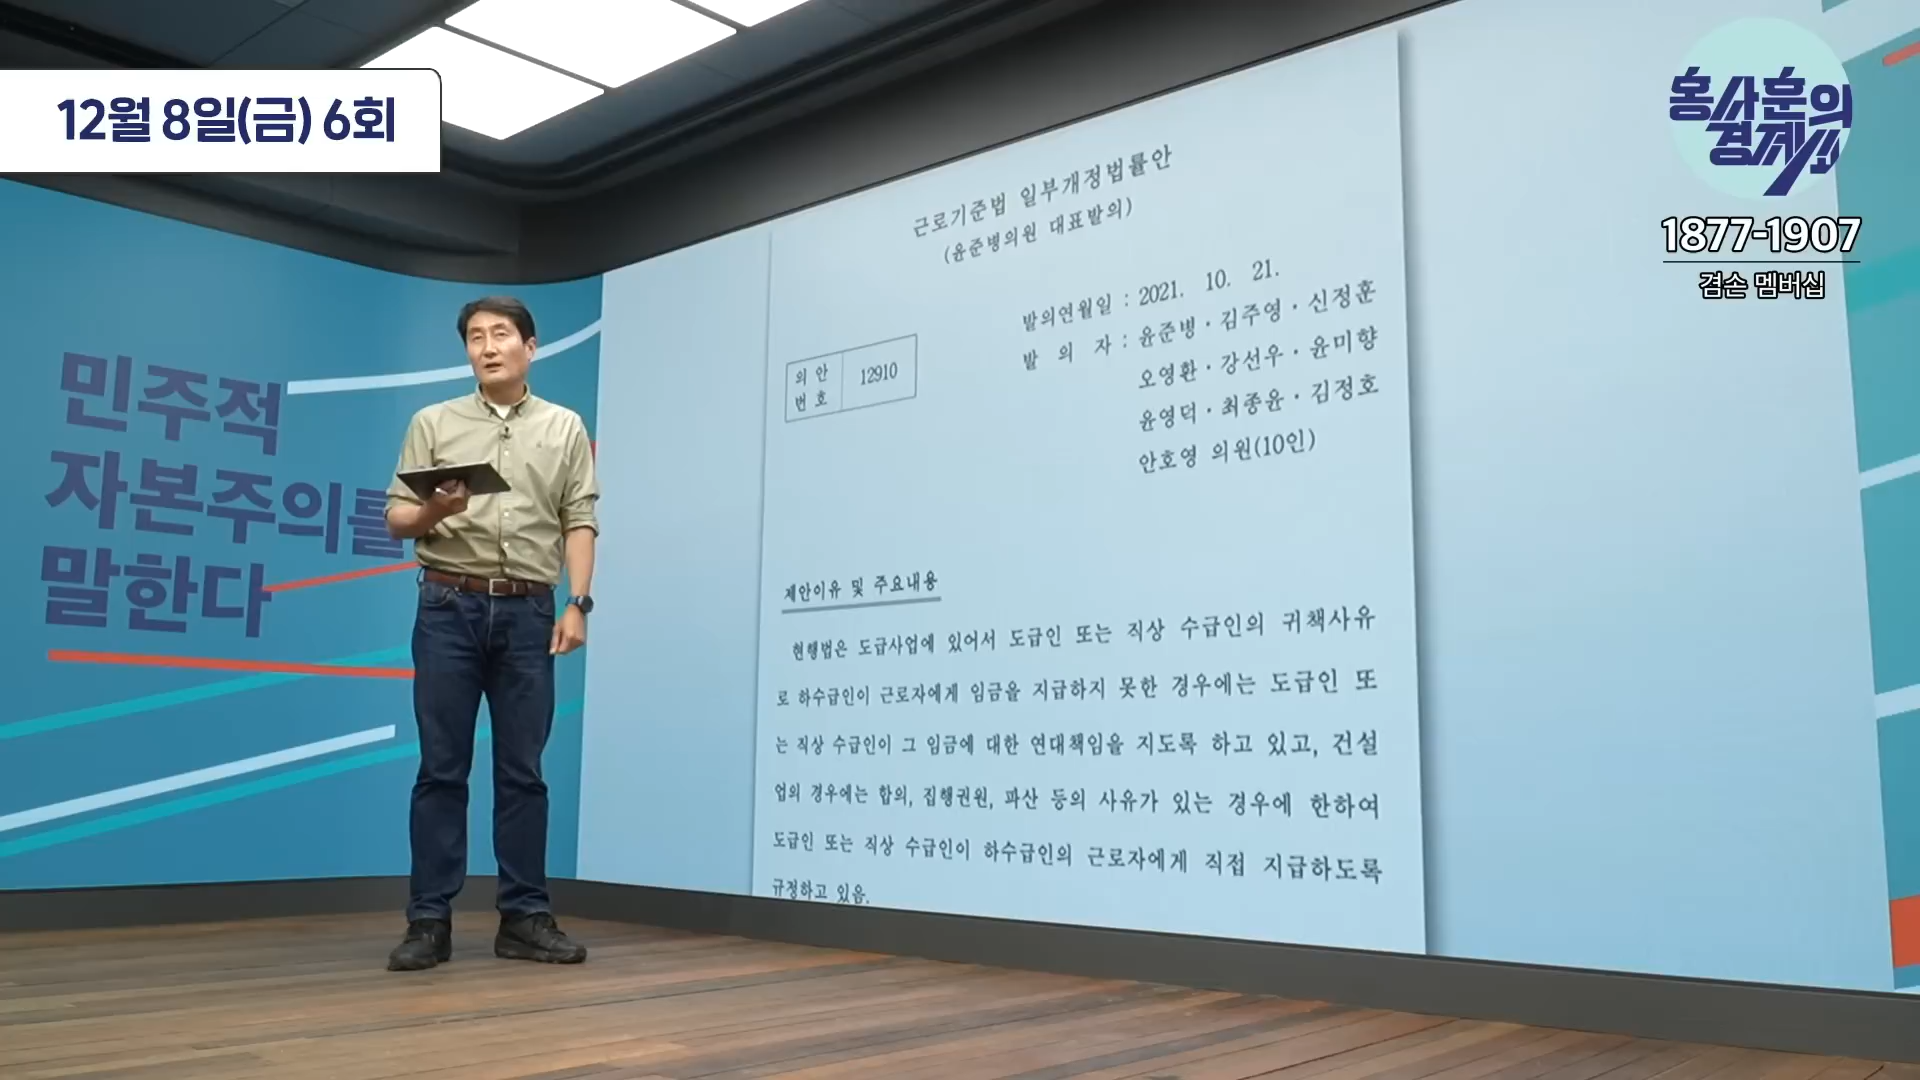 12월 8일(금) 6회
홍사훈의
경제쇼
1877-1907
겸손 멤버십
민주적
자본주의를
말한다
근로기준법 일부개정법률안
(윤준병의원 대표발의)
의 안
번 호
12910
발의연월일 : 2021. 10. 21.
발 의 자 : 윤준병·김주영·신정훈
오영환·강선우·윤미향
윤영덕·최종윤·김정호
안호영 의원(10인)
제안이유 및 주요내용
현행법은 도급사업에 있어서 도급인 또는 직상 수급인의 귀책사유
로 하수급인이 근로자에게 임금을 지급하지 못한 경우에는 도급인 또
는 직상 수급인이 그 임금에 대한 연대책임을 지도록 하고 있고, 건설
업의 경우에는 합의, 집행권원, 파산 등의 사유가 있는 경우에 한하여
도급인 또는 직상 수급인이 하수급인의 근로자에게 직접 지급하도록
규정하고 있음.